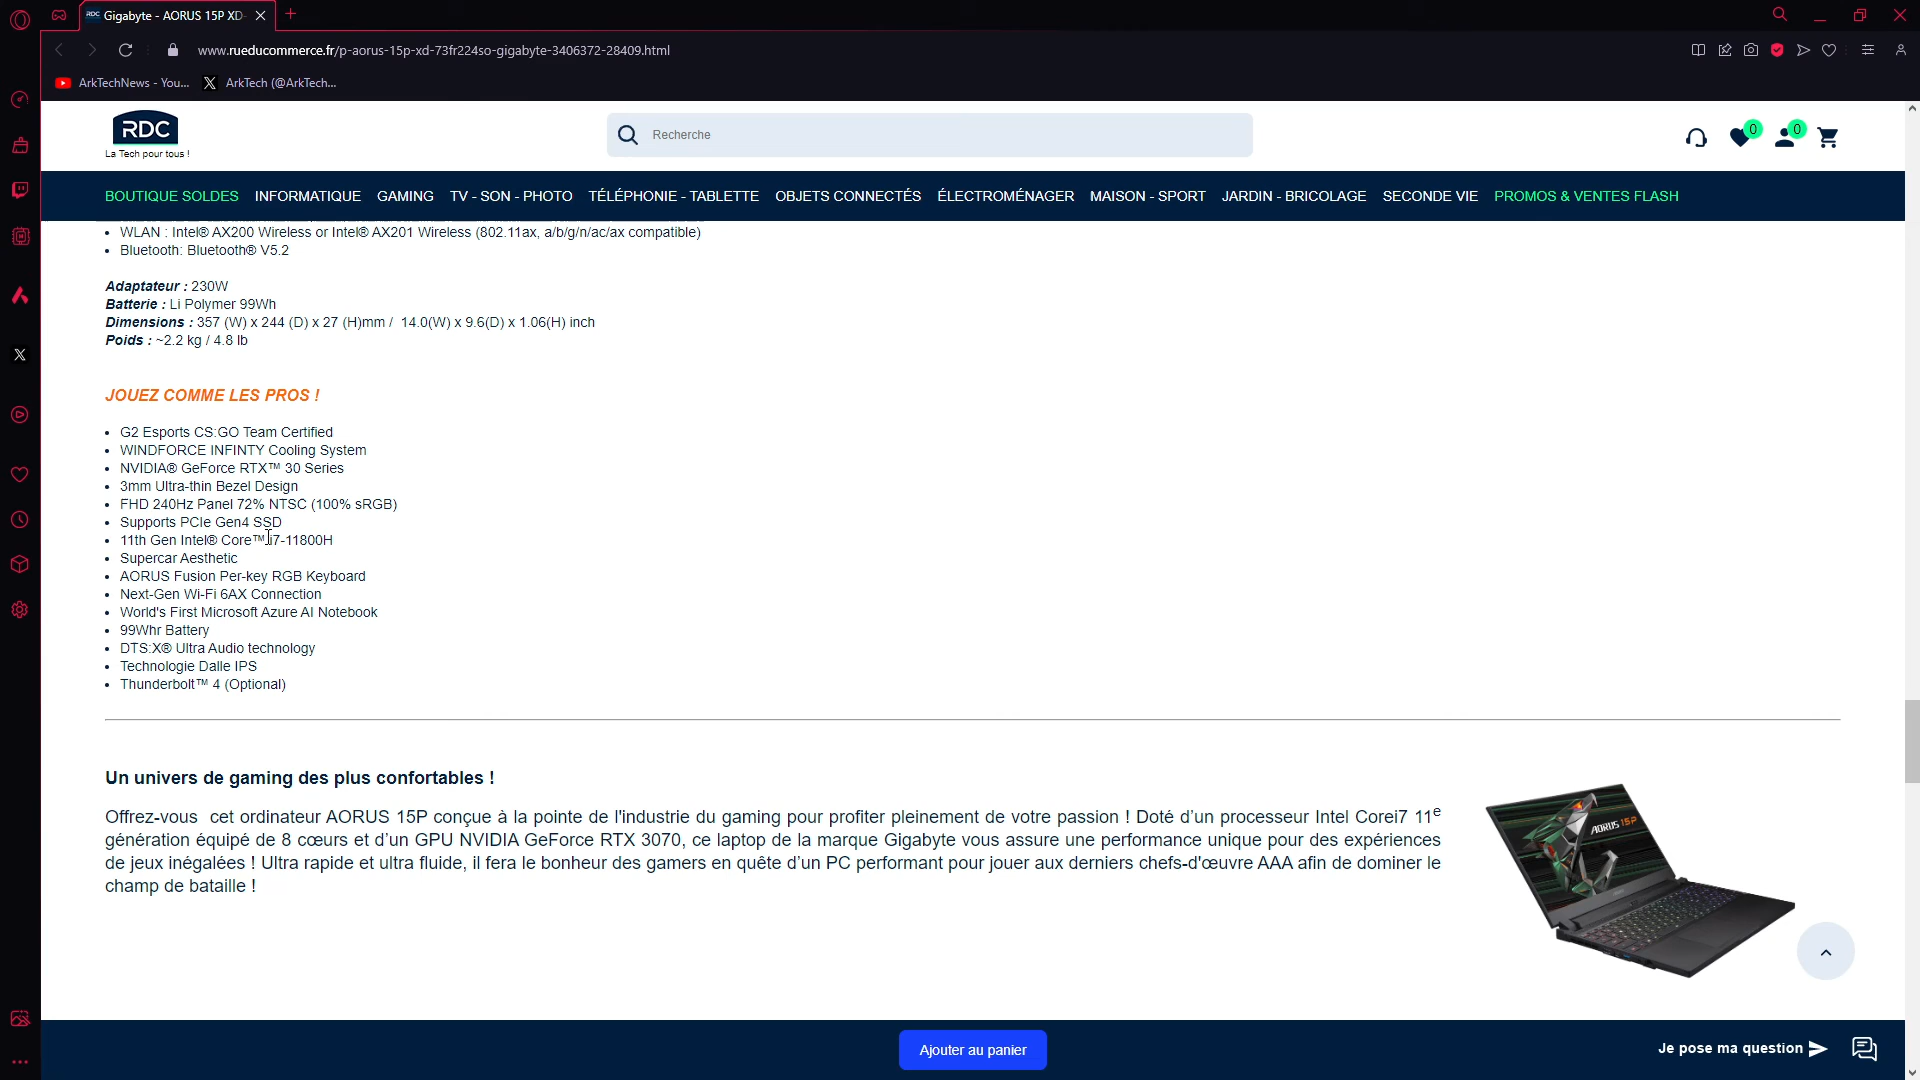 Gigabyte - AORUS 15P XD-
www.rueducommerce.fr/p-aorus-15p-xd-73fr224so-gigabyte-3406372-28409.html
ArkTechNews - You...
ArkTech (@ArkTech...
RDC
La Tech pour tous !
Recherche
0
0
BOUTIQUE SOLDES INFORMATIQUE GAMING TV - SON - PHOTO TÉLÉPHONIE - TABLETTE OBJETS CONNECTÉS ÉLECTROMÉNAGER MAISON - SPORT JARDIN - BRICOLAGE SECONDE VIE PROMOS & VENTES FLASH
• WLAN : Intel® AX200 Wireless or Intel® AX201 Wireless (802.11ax, a/b/g/n/ac/ax compatible)
• Bluetooth: Bluetooth® V5.2
Adaptateur : 230W
Batterie : Li Polymer 99Wh
Dimensions : 357 (W) x 244 (D) x 27 (H)mm / 14.0(W) x 9.6(D) x 1.06(H) inch
Poids : ~2.2 kg / 4.8 lb
JOUEZ COMME LES PROS !
• G2 Esports CS:GO Team Certified
• WINDFORCE INFINTY Cooling System
• NVIDIA® GeForce RTX™ 30 Series
• 3mm Ultra-thin Bezel Design
• FHD 240Hz Panel 72% NTSC (100% sRGB)
• Supports PCIe Gen4 SSD
• 11th Gen Intel® Core™ i7-11800H
• Supercar Aesthetic
• AORUS Fusion Per-key RGB Keyboard
• Next-Gen Wi-Fi 6AX Connection
• World's First Microsoft Azure AI Notebook
• 99Whr Battery
• DTS:X® Ultra Audio technology
• Technologie Dalle IPS
• Thunderbolt™ 4 (Optional)
Un univers de gaming des plus confortables !
Offrez-vous cet ordinateur AORUS 15P conçue à la pointe de l'industrie du gaming pour profiter pleinement de votre passion ! Doté d’un processeur Intel Corei7 11e
génération équipé de 8 cœurs et d’un GPU NVIDIA GeForce RTX 3070, ce laptop de la marque Gigabyte vous assure une performance unique pour des expériences
de jeux inégalées ! Ultra rapide et ultra fluide, il fera le bonheur des gamers en quête d’un PC performant pour jouer aux derniers chefs-d'œuvre AAA afin de dominer le
champ de bataille !
AORUS 15P
Ajouter au panier
Je pose ma question